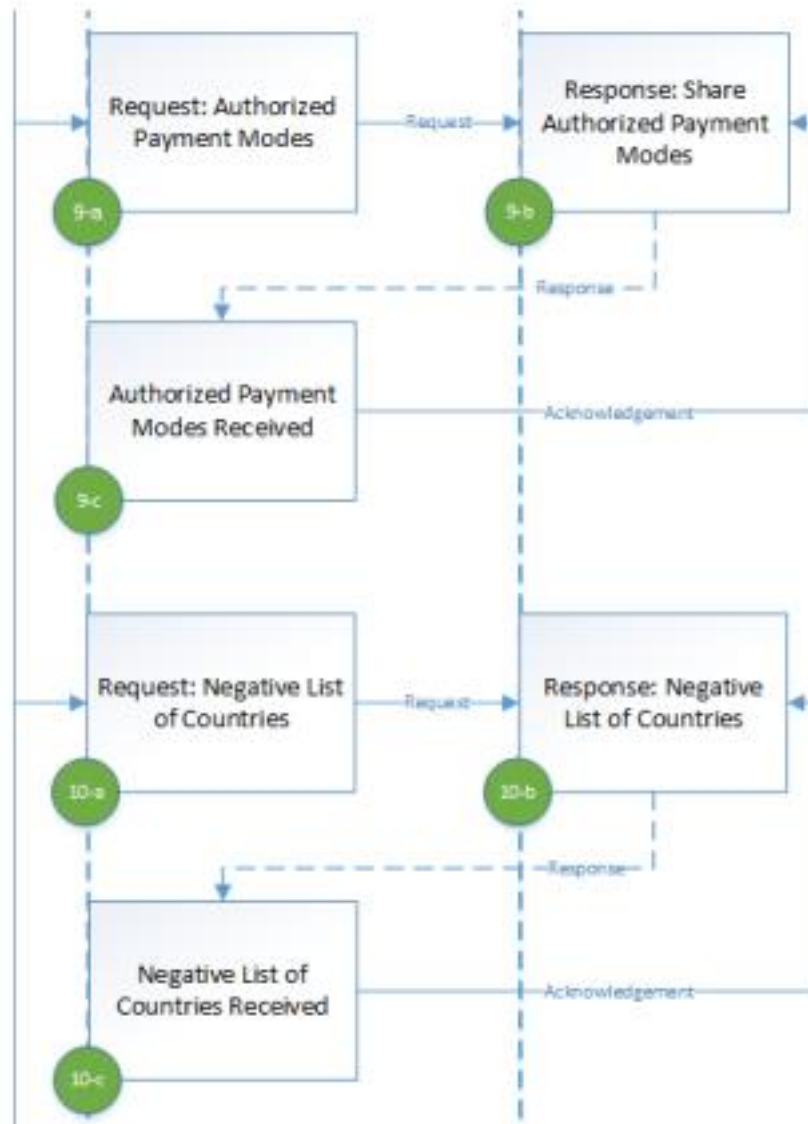 Request: Authorized
Payment Modes
Request
Response: Share
Authorized Payment
Modes
9-a
9-b
Response
Authorized Payment
Modes Received
Acknowledgement
9-c
Request: Negative List
of Countries
Request
Response: Negative
List of Countries
10-a
10-b
Response
Negative List of
Countries Received
Acknowledgement
10-c